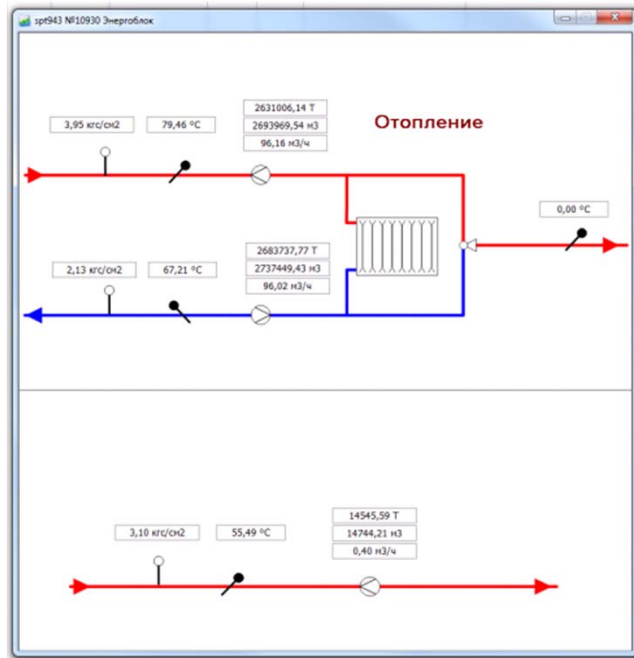 spt943 №10930 Энергоблок
2631006,14 Т
3,95 кгс/см2 79,46 °C 2693969,54 м3 Отопление
96,16 м3/ч
0,00 °C
2683737,77 Т
2,13 кгс/см2 67,21 °C 2737449,43 м3
96,02 м3/ч
14545,59 Т
3,10 кгс/см2 55,49 °C 14744,21 м3
0,40 м3/ч